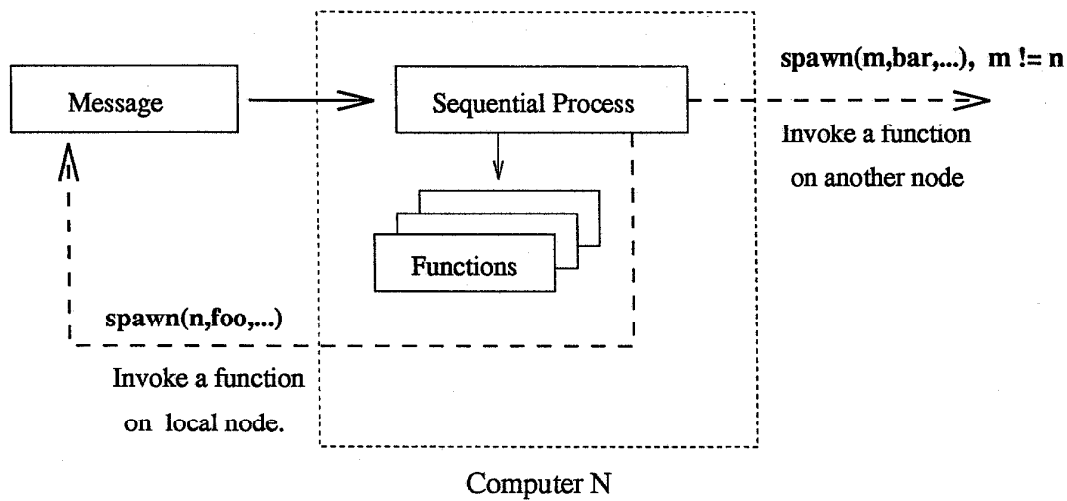 spawn(m,bar,...), m != n
Message
Sequential Process
Invoke a function
on another node
Functions
spawn(n,foo,...)
Invoke a function
on local node.
Computer N